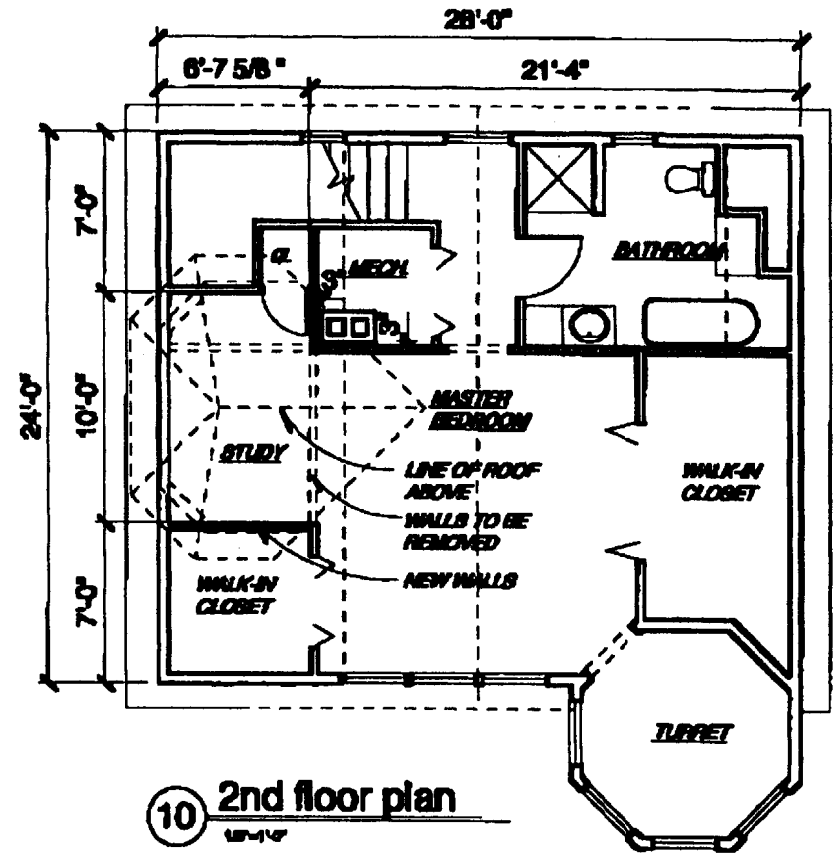 28'-0"
6'-7 5/8"
21'-4"
7'-0"
10'-0"
24'-0"
7'-0"
CL
MECH.
3"
3"
BATHROOM
MASTER
BEDROOM
STUDY
LINE OF ROOF
ABOVE
WALLS TO BE
REMOVED
NEW WALLS
WALK-IN
CLOSET
WALK-IN
CLOSET
TURRET
10
2nd floor plan